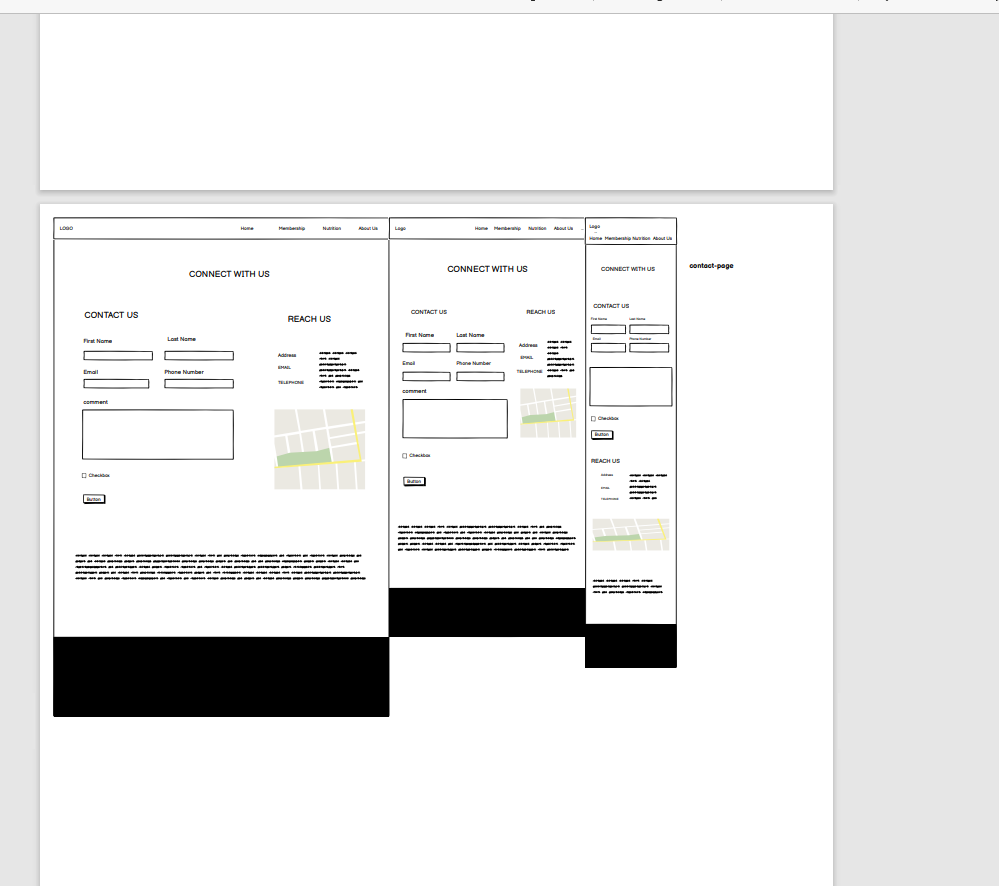 LOGO Home Membership Nutrition About Us
CONNECT WITH US
CONTACT US
First Name Last Name
Email Phone Number
comment
Checkbox
Button
REACH US
Address
EMAIL
TELEPHONE
Logo Home Membership Nutrition About Us ...
CONNECT WITH US
CONTACT US
First Name Last Name
Email Phone Number
comment
Checkbox
Button
REACH US
Address
EMAIL
TELEPHONE
Logo
Home Membership Nutrition About Us
CONNECT WITH US
CONTACT US
First Name Last Name
Email Phone Number
Checkbox
Button
REACH US
Address
EMAIL
TELEPHONE
contact-page